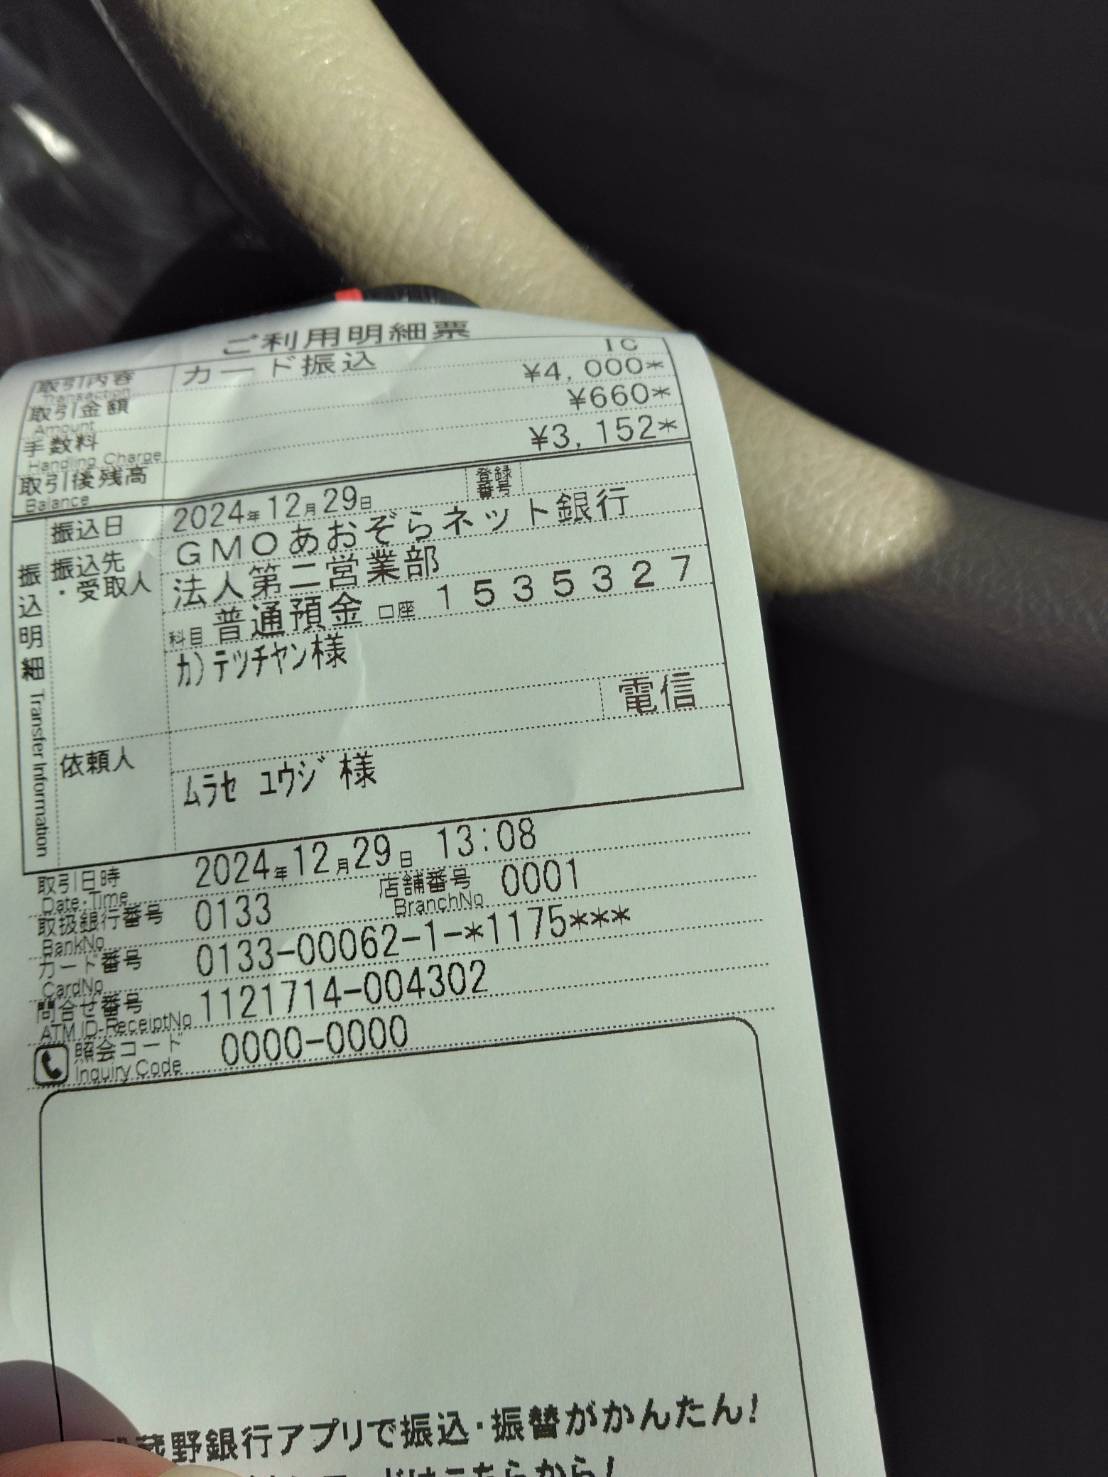 ご利用明細票
取引内容 Transaction カード振込 IC
取引金額 Amount ¥4,000*
手数料 Handling Charge ¥660*
取引後残高 Balance ¥3,152*
振込明細 Transfer Information
振込日 2024年12月29日 登録番号
振込先・受取人 GMOあおぞらネット銀行
法人第二営業部
科目 普通預金 口座 1535327
カ)テツチヤン様
電信
依頼人
ムラセ ユウジ様
取引日時 Date・Time 2024年12月29日 13:08
取扱銀行番号 BankNo 0133 店舗番号 BranchNo 0001
カード番号 CardNo 0133-00062-1-*1175***
問合せ番号 ATM ID-ReceiptNo 1121714-004302
照会コード Inquiry Code 0000-0000
蔵野銀行アプリで振込・振替がかんたん!
はこちらから!